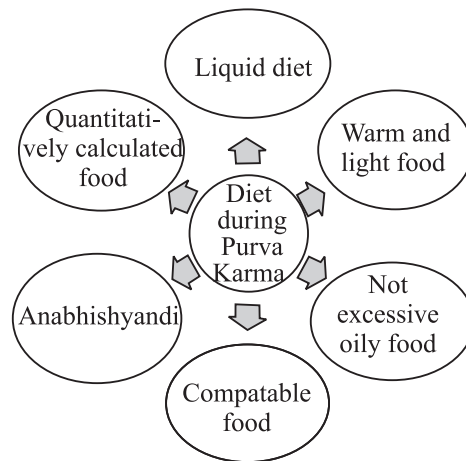 Liquid diet
Quantitati-
vely calculated
food
Warm and
light food
Diet
during
Purva
Karma
Anabhishyandi
Not
excessive
oily food
Compatable
food